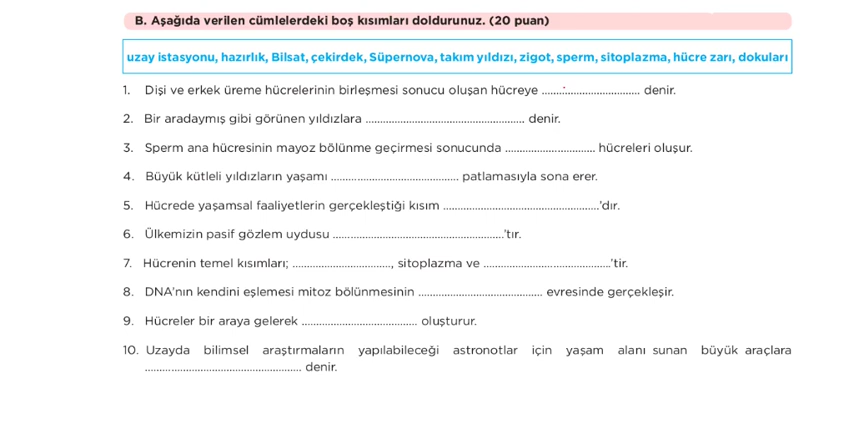 B. Aşağıda verilen cümlelerdeki boş kısımları doldurunuz. (20 puan)
uzay istasyonu, hazırlık, Bilsat, çekirdek, Süpernova, takım yıldızı, zigot, sperm, sitoplazma, hücre zarı, dokuları
1. Dişi ve erkek üreme hücrelerinin birleşmesi sonucu oluşan hücreye .................................. denir.
2. Bir aradaymış gibi görünen yıldızlara ...................................................... denir.
3. Sperm ana hücresinin mayoz bölünme geçirmesi sonucunda ............................... hücreleri oluşur.
4. Büyük kütleli yıldızların yaşamı ............................................ patlamasıyla sona erer.
5. Hücrede yaşamsal faaliyetlerin gerçekleştiği kısım ......................................................'dır.
6. Ülkemizin pasif gözlem uydusu ...........................................................'tır.
7. Hücrenin temel kısımları; .................................., sitoplazma ve ............................................'tir.
8. DNA'nın kendini eşlemesi mitoz bölünmesinin ........................................... evresinde gerçekleşir.
9. Hücreler bir araya gelerek ........................................ oluşturur.
10. Uzayda bilimsel araştırmaların yapılabileceği astronotlar için yaşam alanı sunan büyük araçlara
...................................................... denir.